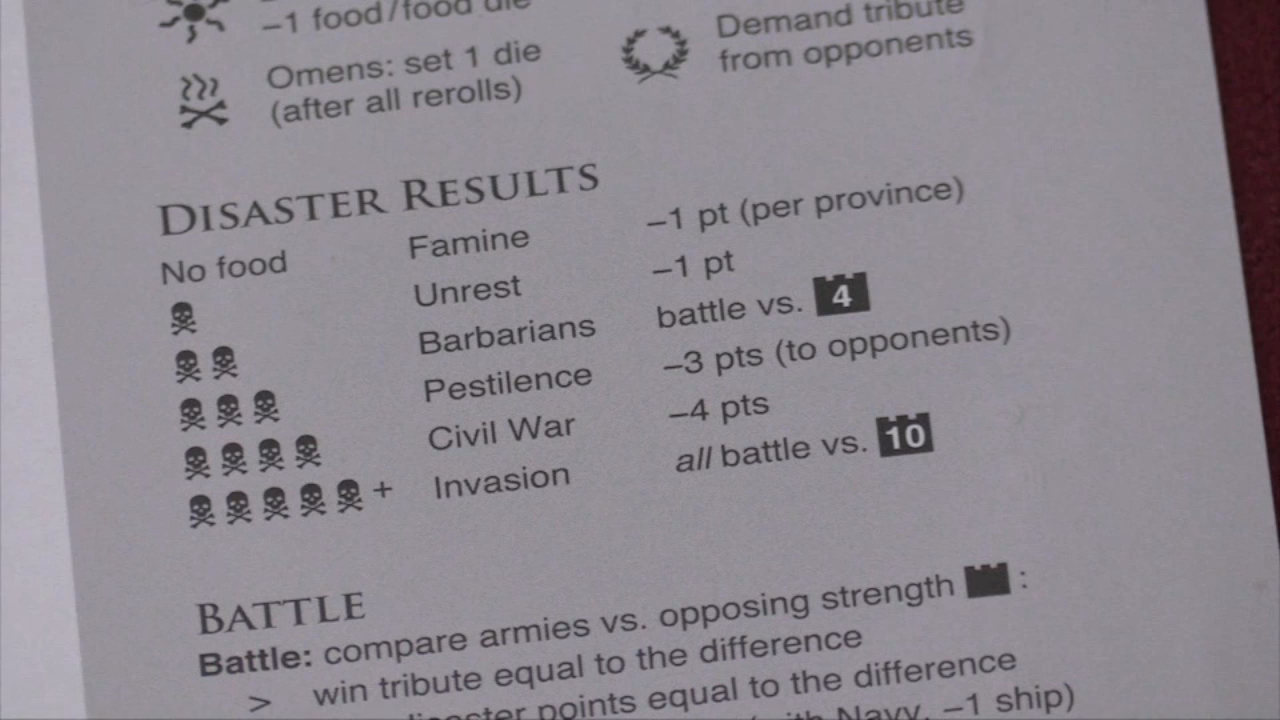 –1 food/food die
Omens: set 1 die
(after all rerolls)
Demand tribute
from opponents
DISASTER RESULTS
No food Famine –1 pt (per province)
Unrest –1 pt
Barbarians battle vs. 4
Pestilence –3 pts (to opponents)
Civil War –4 pts
+ Invasion all battle vs. 10
BATTLE
Battle: compare armies vs. opposing strength :
> win tribute equal to the difference
disaster points equal to the difference
(with Navy, –1 ship)